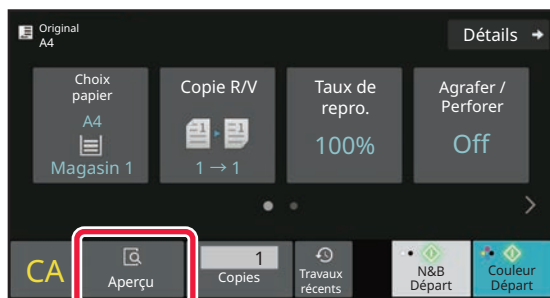 Original
A4
Détails
Choix
papier
A4
Magasin 1
Copie R/V
1 → 1
Taux de
repro.
100%
Agrafer /
Perforer
Off
CA
Aperçu
1
Copies
Travaux
récents
N&B
Départ
Couleur
Départ